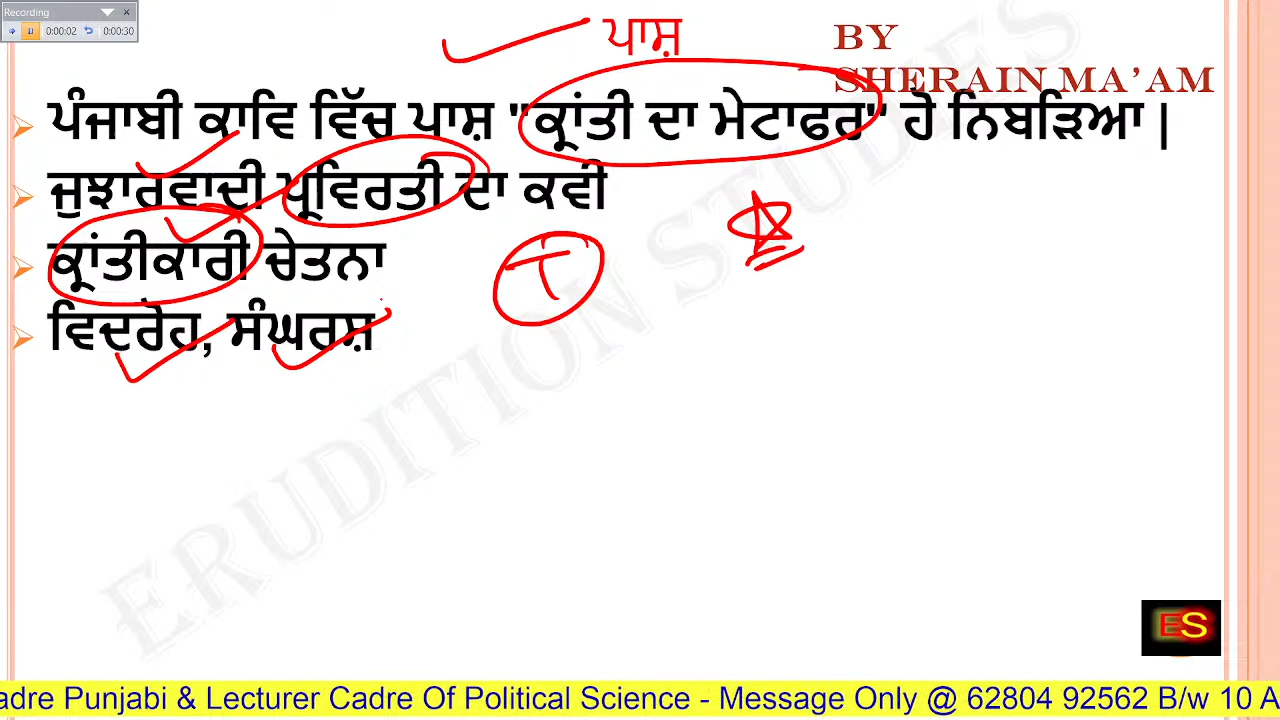 Recording
0:00:02
0:00:30
ਪਾਸ਼
BY
SHERAIN MA'AM
ਪੰਜਾਬੀ ਕਾਵਿ ਵਿੱਚ ਪਾਸ਼ "ਕ੍ਰਾਂਤੀ ਦਾ ਮੇਟਾਫਰ" ਹੋ ਨਿਬੜਿਆ |
ਜੁਝਾਰਵਾਦੀ ਪ੍ਰਵਿਰਤੀ ਦਾ ਕਵੀ
ਕ੍ਰਾਂਤੀਕਾਰੀ ਚੇਤਨਾ
T
ਵਿਦਰੋਹ, ਸੰਘਰਸ਼
ERUDITION STUDIES
ES
adre Punjabi & Lecturer Cadre Of Political Science - Message Only @ 62804 92562 B/w 10 A